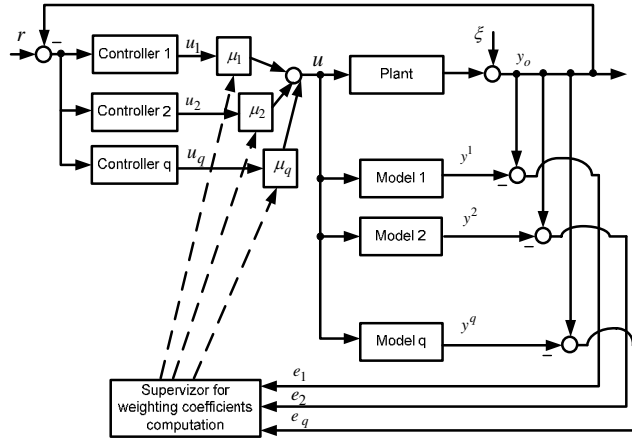 r
−
Controller 1
u1
μ1
u
Plant
ξ
yo
Controller 2
u2
μ2
Controller q
uq
μq
Model 1
y1
−
Model 2
y2
−
Model q
yq
−
Supervizor for
weighting coefficients
computation
e1
e2
eq